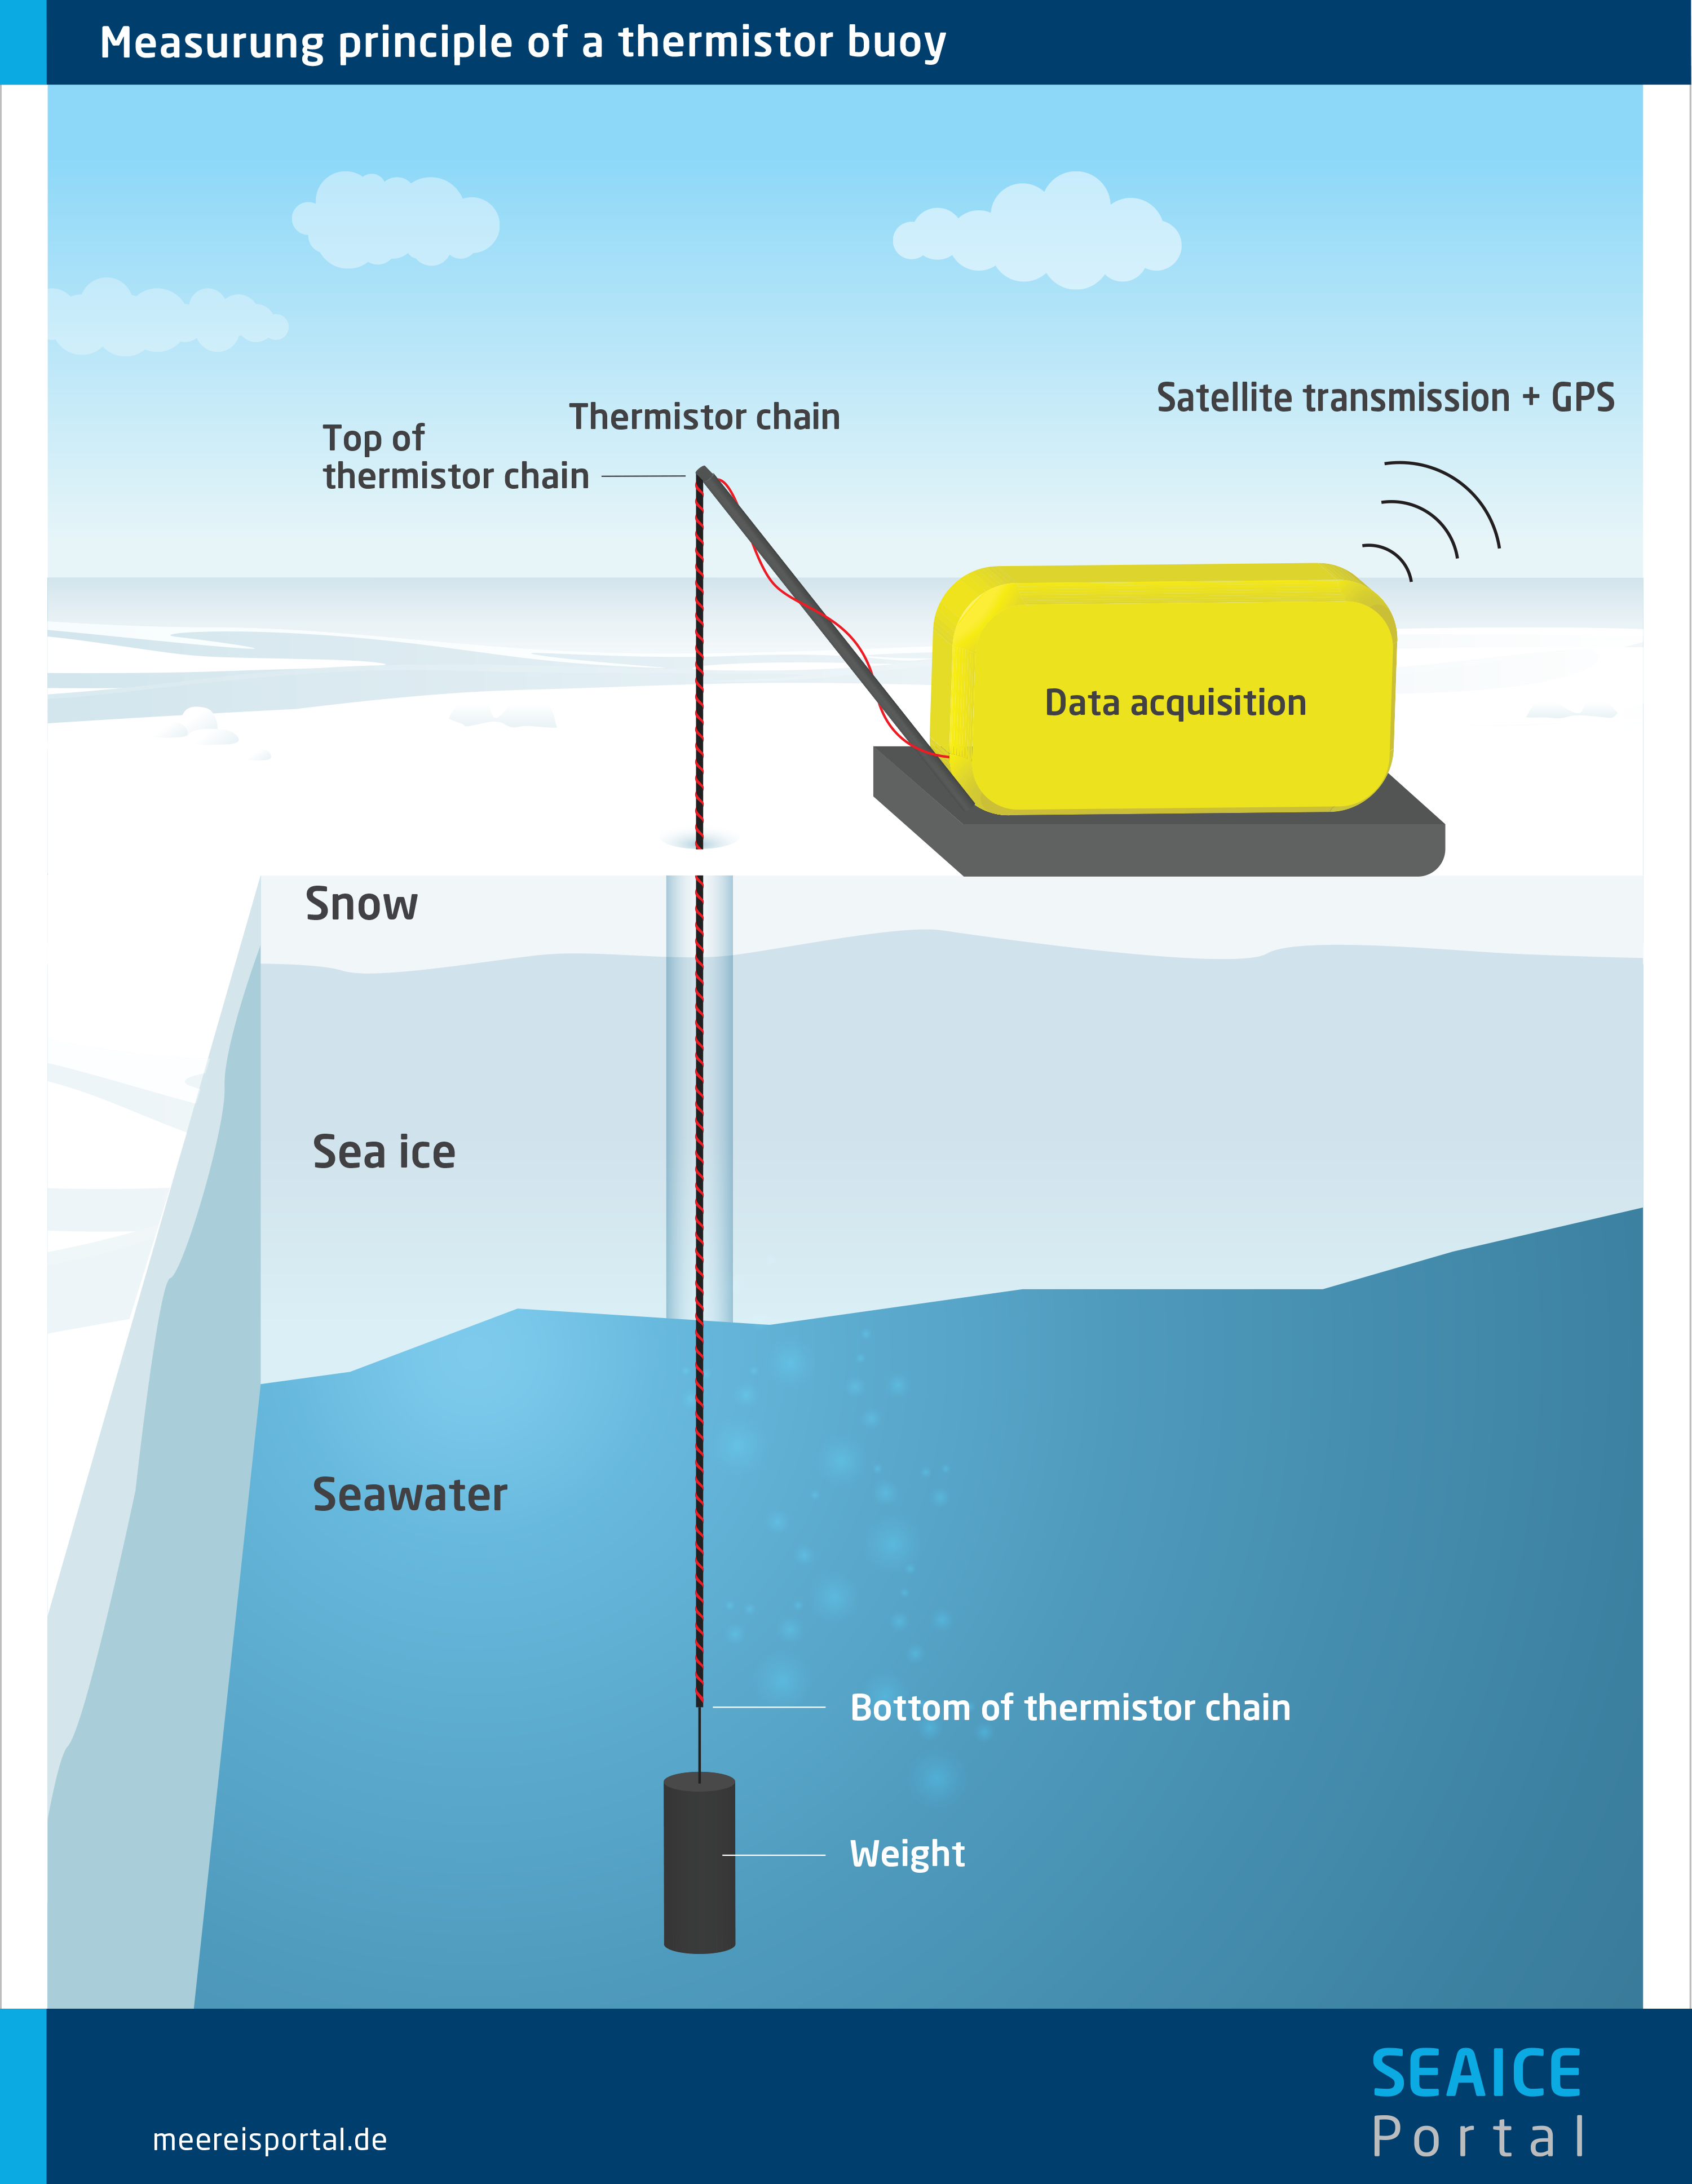 Measurung principle of a thermistor buoy
Satellite transmission + GPS
Thermistor chain
Top of
thermistor chain
Data acquisition
Snow
Sea ice
Seawater
Bottom of thermistor chain
Weight
SEAICE
Portal
meereisportal.de